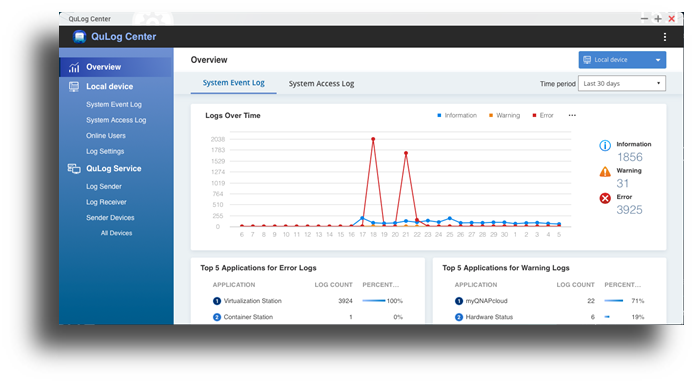 QuLog Center
QuLog Center
Overview
Local device
System Event Log
System Access Log
Online Users
Log Settings
QuLog Service
Log Sender
Log Receiver
Sender Devices
All Devices
Overview
Local device
System Event Log System Access Log
Time period Last 30 days
Logs Over Time
Information Warning Error
2038
1783
1529
1274
1019
764
510
255
0
6 7 8 9 10 11 12 13 14 15 16 17 18 19 20 21 22 23 24 25 26 27 28 29 30 1 2 3 4 5
Information
1856
Warning
31
Error
3925
Top 5 Applications for Error Logs
APPLICATION LOG COUNT PERCENT...
1 Virtualization Station 3924 100%
2 Container Station 1 0%
Top 5 Applications for Warning Logs
APPLICATION LOG COUNT PERCENT...
1 myQNAPcloud 22 71%
2 Hardware Status 6 19%